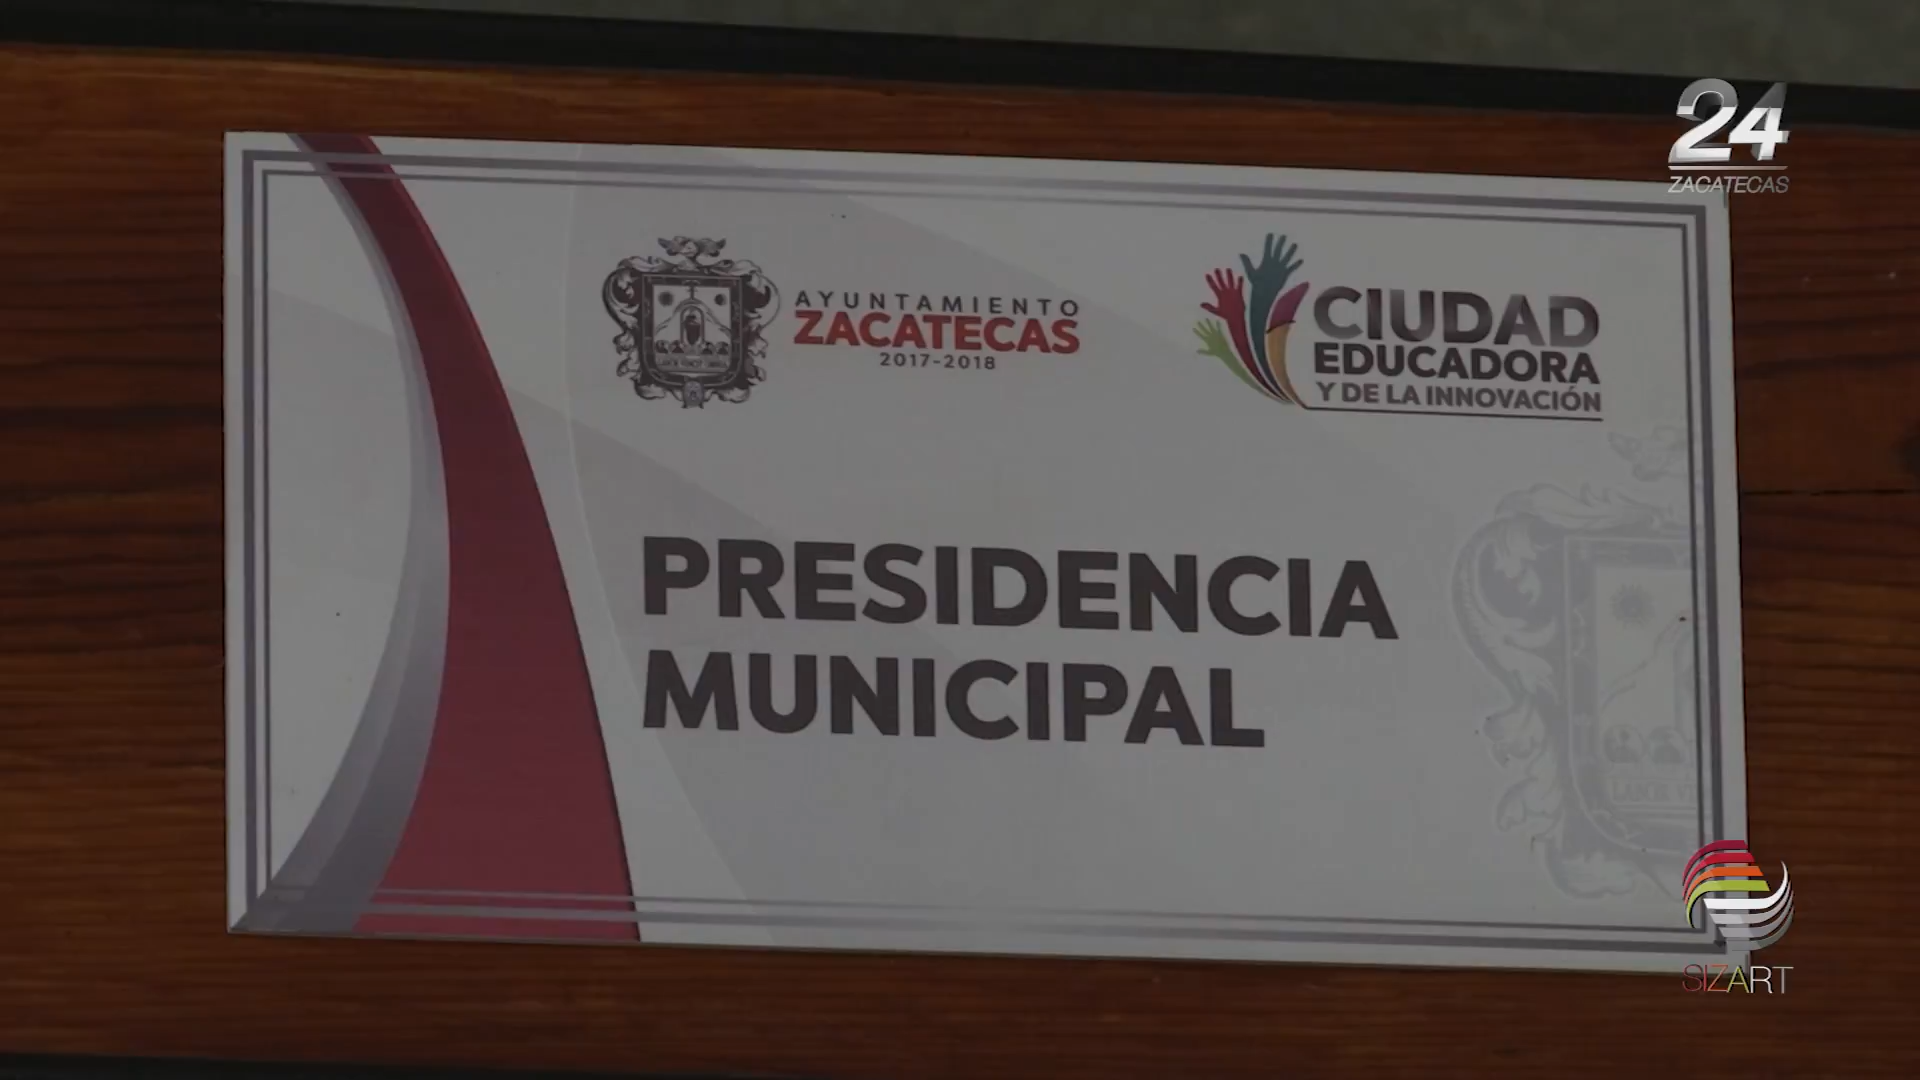 24
ZACATECAS
AYUNTAMIENTO
ZACATECAS
2017-2018
CIUDAD
EDUCADORA
Y DE LA INNOVACIÓN
PRESIDENCIA
MUNICIPAL
SIZART